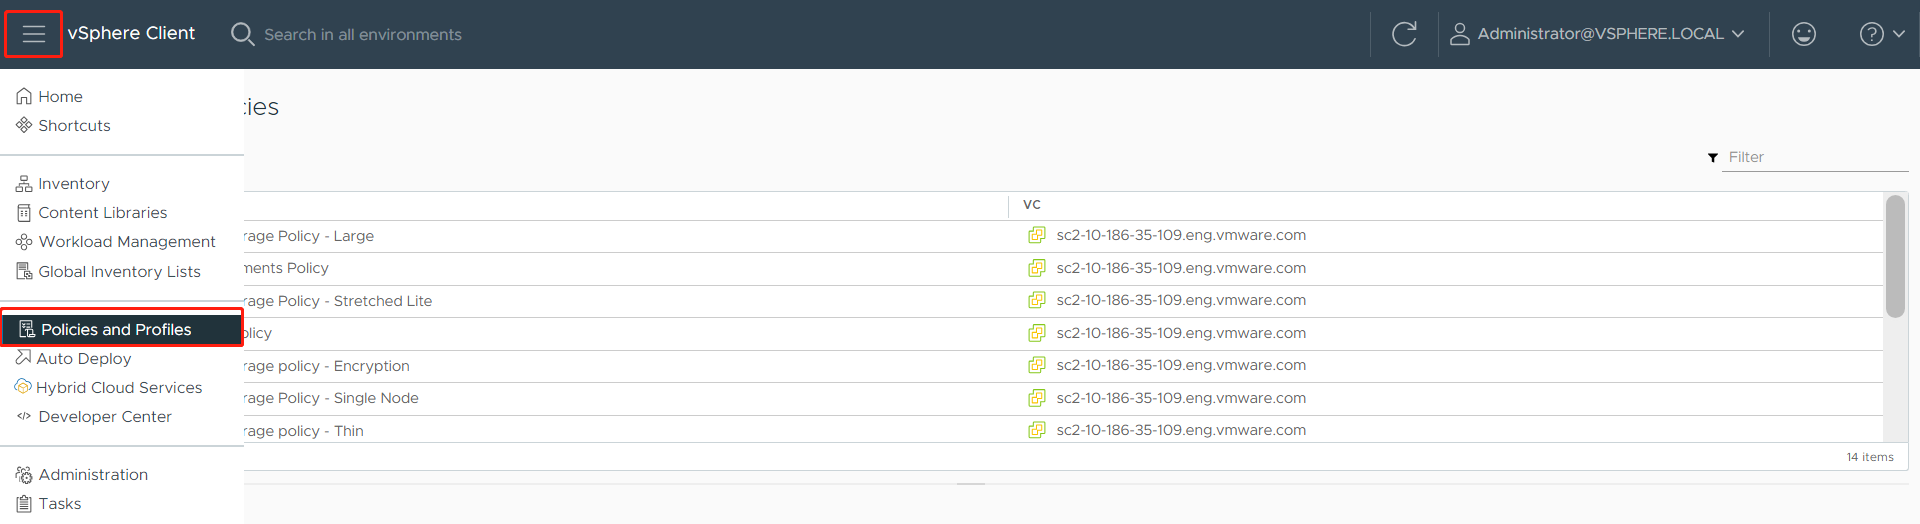 vSphere Client
Search in all environments
Administrator@VSPHERE.LOCAL
Home
Shortcuts
Inventory
Content Libraries
Workload Management
Global Inventory Lists
Policies and Profiles
Auto Deploy
Hybrid Cloud Services
Developer Center
Administration
Tasks
cies
Filter
VC
rage Policy - Large sc2-10-186-35-109.eng.vmware.com
ments Policy sc2-10-186-35-109.eng.vmware.com
rage Policy - Stretched Lite sc2-10-186-35-109.eng.vmware.com
olicy sc2-10-186-35-109.eng.vmware.com
rage policy - Encryption sc2-10-186-35-109.eng.vmware.com
rage Policy - Single Node sc2-10-186-35-109.eng.vmware.com
rage policy - Thin sc2-10-186-35-109.eng.vmware.com
14 items